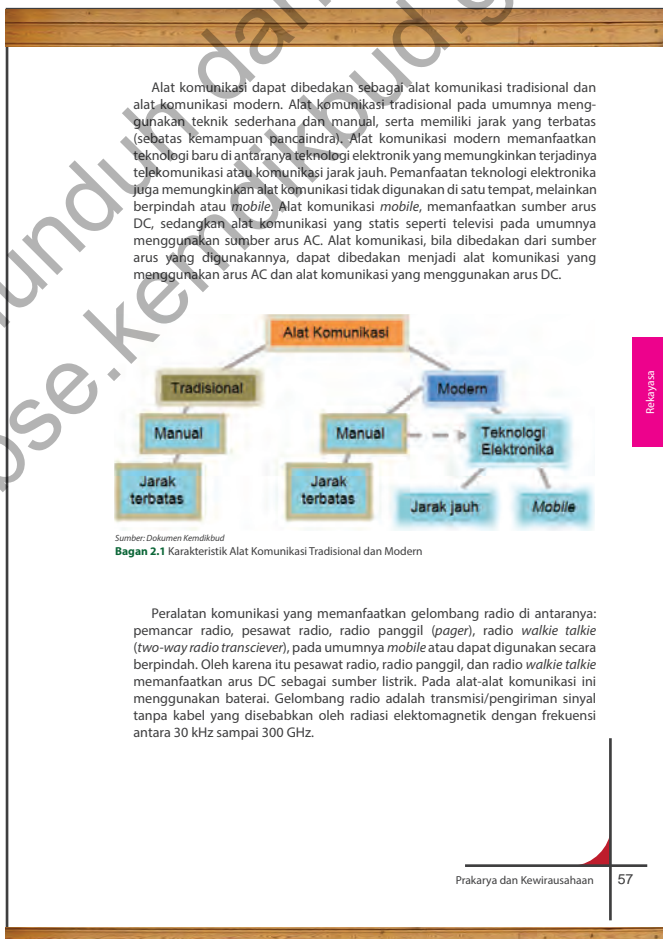 Alat komunikasi dapat dibedakan sebagai alat komunikasi tradisional dan
alat komunikasi modern. Alat komunikasi tradisional pada umumnya meng-
gunakan teknik sederhana dan manual, serta memiliki jarak yang terbatas
(sebatas kemampuan pancaindra). Alat komunikasi modern memanfaatkan
teknologi baru di antaranya teknologi elektronik yang memungkinkan terjadinya
telekomunikasi atau komunikasi jarak jauh. Pemanfaatan teknologi elektronika
juga memungkinkan alat komunikasi tidak digunakan di satu tempat, melainkan
berpindah atau mobile. Alat komunikasi mobile, memanfaatkan sumber arus
DC, sedangkan alat komunikasi yang statis seperti televisi pada umumnya
menggunakan sumber arus AC. Alat komunikasi, bila dibedakan dari sumber
arus yang digunakannya, dapat dibedakan menjadi alat komunikasi yang
menggunakan arus AC dan alat komunikasi yang menggunakan arus DC.
Alat Komunikasi
Tradisional
Modern
Manual
Manual
Teknologi
Elektronika
Jarak
terbatas
Jarak
terbatas
Jarak jauh
Mobile
Sumber: Dokumen Kemdikbud
Bagan 2.1 Karakteristik Alat Komunikasi Tradisional dan Modern
Peralatan komunikasi yang memanfaatkan gelombang radio di antaranya:
pemancar radio, pesawat radio, radio panggil (pager), radio walkie talkie
(two-way radio transciever), pada umumnya mobile atau dapat digunakan secara
berpindah. Oleh karena itu pesawat radio, radio panggil, dan radio walkie talkie
memanfaatkan arus DC sebagai sumber listrik. Pada alat-alat komunikasi ini
menggunakan baterai. Gelombang radio adalah transmisi/pengiriman sinyal
tanpa kabel yang disebabkan oleh radiasi elektomagnetik dengan frekuensi
antara 30 kHz sampai 300 GHz.
Rekayasa
Prakarya dan Kewirausahaan 57